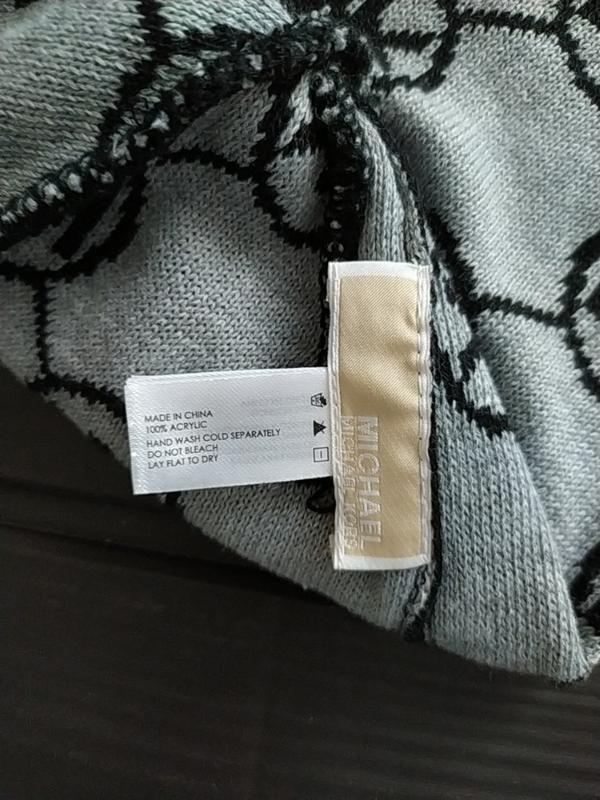 MADE IN CHINA
100% ACRYLIC
HAND WASH COLD SEPARATELY
DO NOT BLEACH
LAY FLAT TO DRY
MICHAEL
MICHAEL KORS